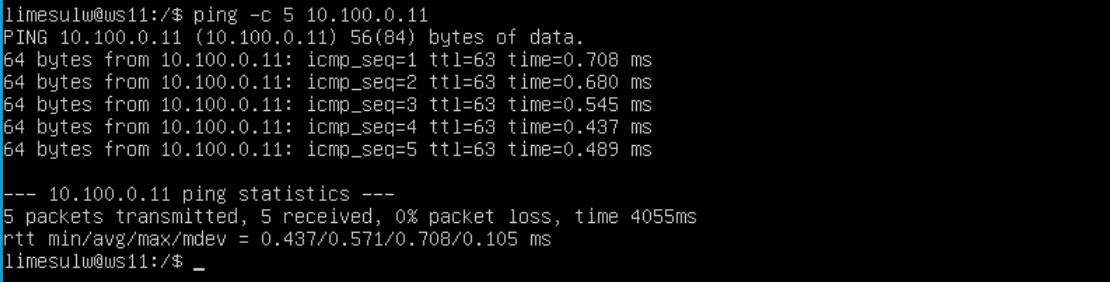 limesulw@ws11:/$ ping -c 5 10.100.0.11
PING 10.100.0.11 (10.100.0.11) 56(84) bytes of data.
64 bytes from 10.100.0.11: icmp_seq=1 ttl=63 time=0.708 ms
64 bytes from 10.100.0.11: icmp_seq=2 ttl=63 time=0.680 ms
64 bytes from 10.100.0.11: icmp_seq=3 ttl=63 time=0.545 ms
64 bytes from 10.100.0.11: icmp_seq=4 ttl=63 time=0.437 ms
64 bytes from 10.100.0.11: icmp_seq=5 ttl=63 time=0.489 ms
--- 10.100.0.11 ping statistics ---
5 packets transmitted, 5 received, 0% packet loss, time 4055ms
rtt min/avg/max/mdev = 0.437/0.571/0.708/0.105 ms
limesulw@ws11:/$ _